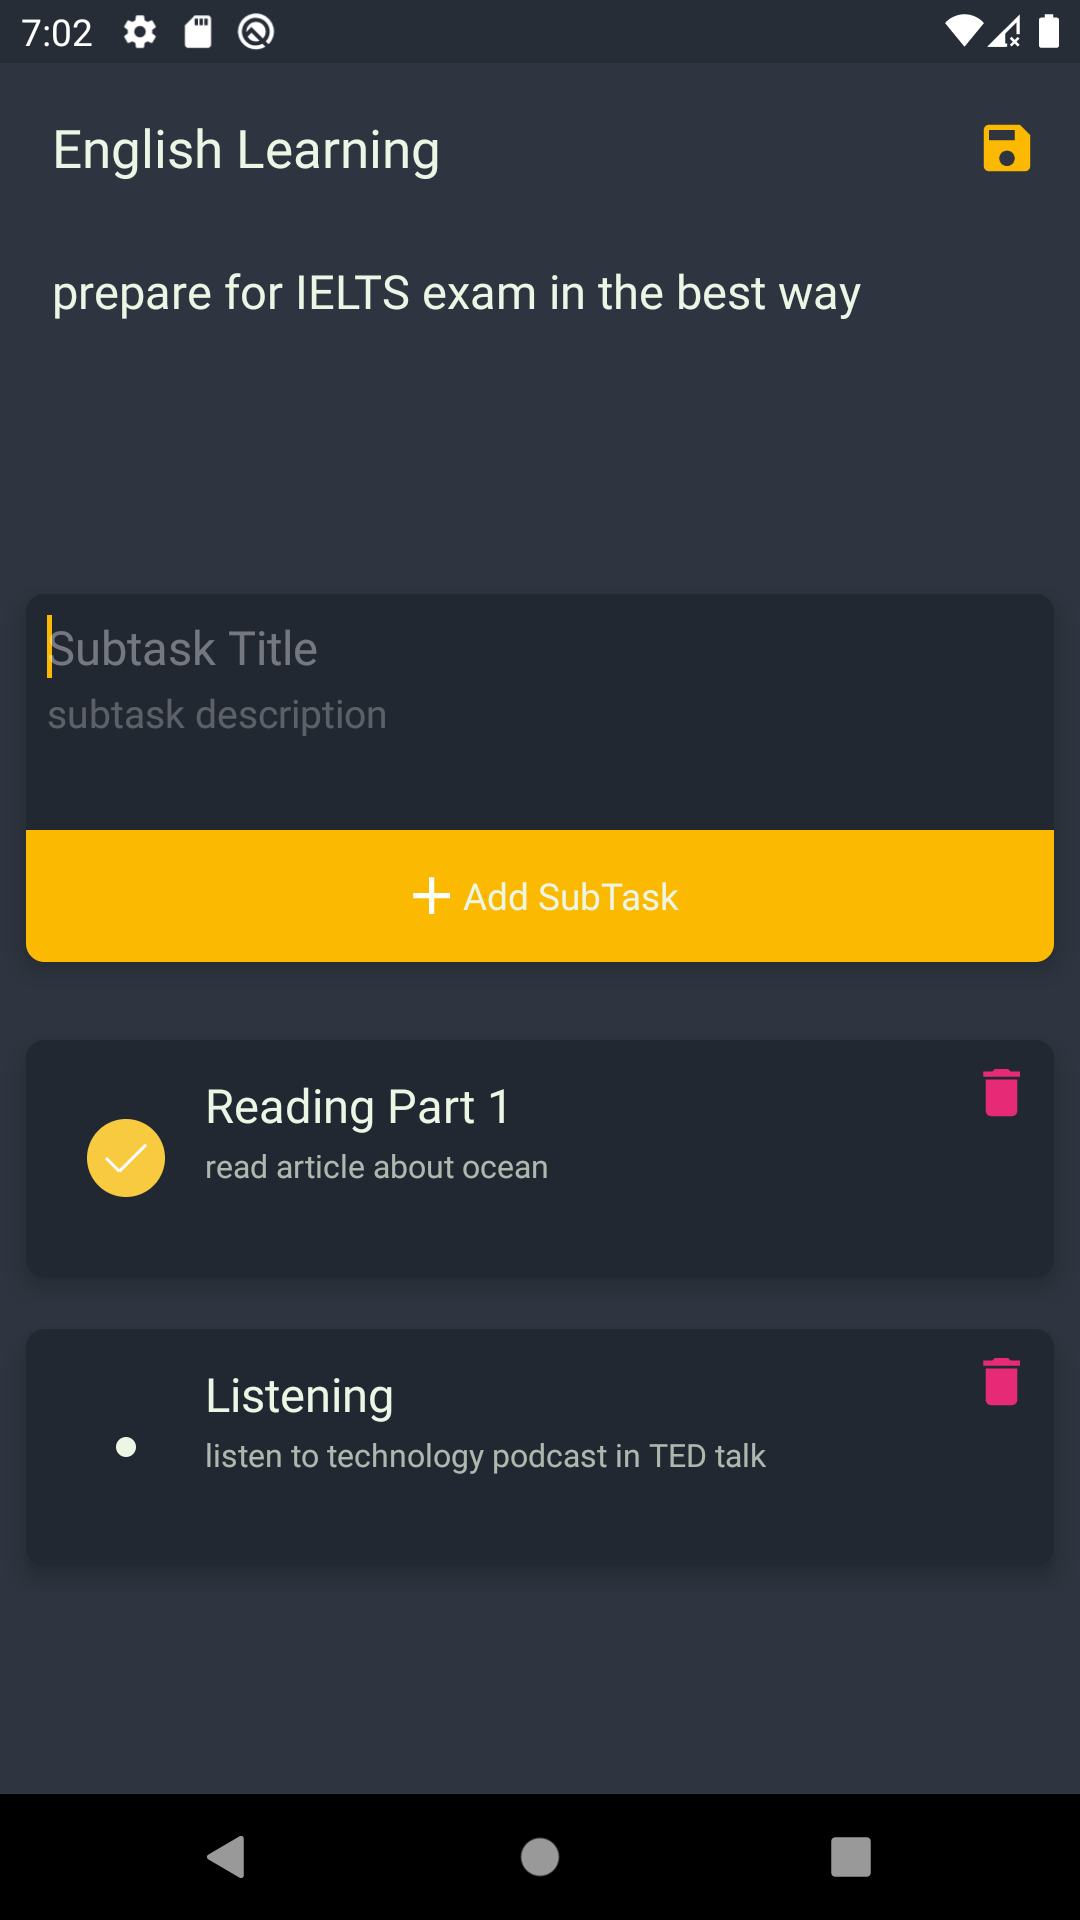 7:02
English Learning
prepare for IELTS exam in the best way
Subtask Title
subtask description
Add SubTask
Reading Part 1
read article about ocean
Listening
listen to technology podcast in TED talk